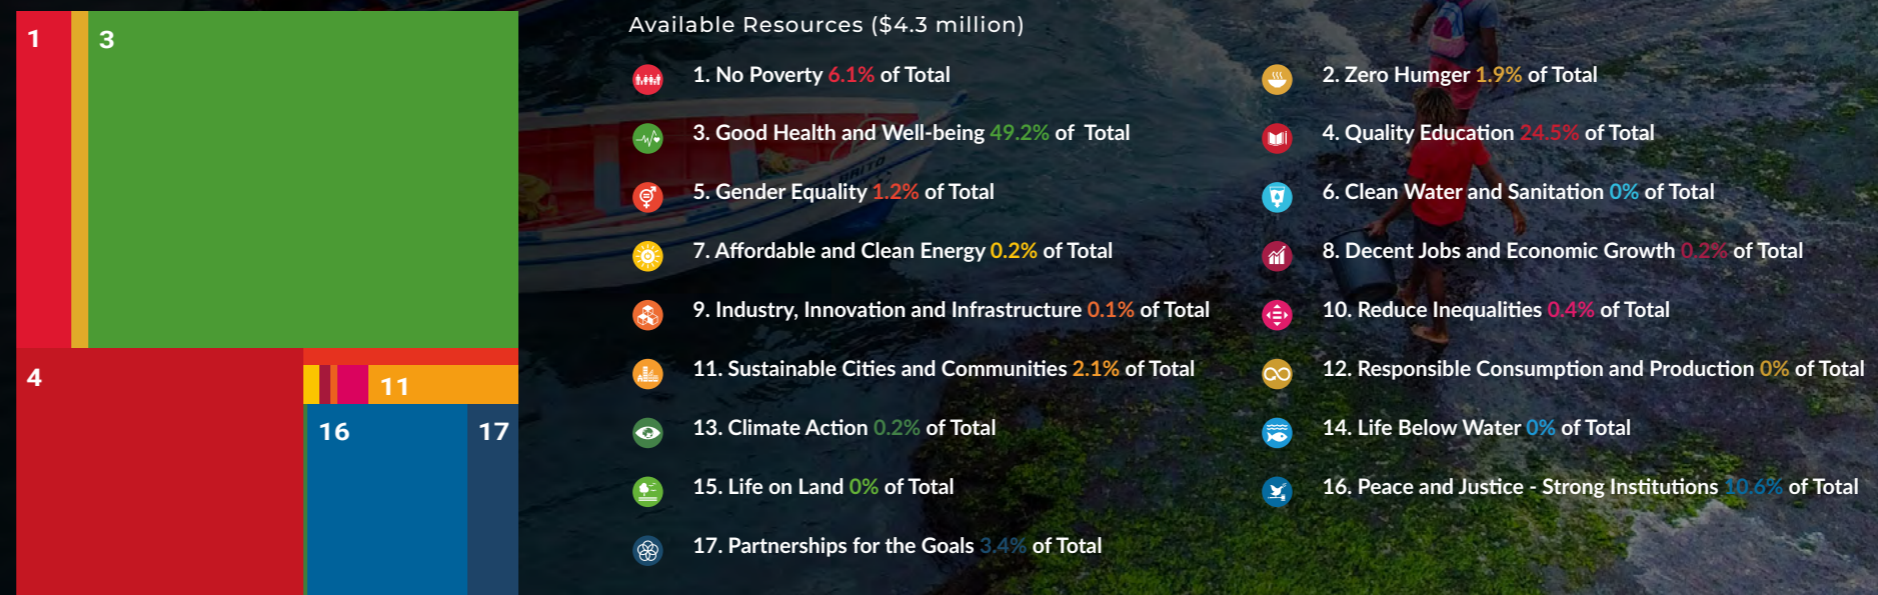 1
3
4
11
16
17
Available Resources ($4.3 million)
1. No Poverty 6.1% of Total
2. Zero Humger 1.9% of Total
3. Good Health and Well-being 49.2% of Total
4. Quality Education 24.5% of Total
5. Gender Equality 1.2% of Total
6. Clean Water and Sanitation 0% of Total
7. Affordable and Clean Energy 0.2% of Total
8. Decent Jobs and Economic Growth 0.2% of Total
9. Industry, Innovation and Infrastructure 0.1% of Total
10. Reduce Inequalities 0.4% of Total
11. Sustainable Cities and Communities 2.1% of Total
12. Responsible Consumption and Production 0% of Total
13. Climate Action 0.2% of Total
14. Life Below Water 0% of Total
15. Life on Land 0% of Total
16. Peace and Justice - Strong Institutions 10.6% of Total
17. Partnerships for the Goals 3.4% of Total
BRITO